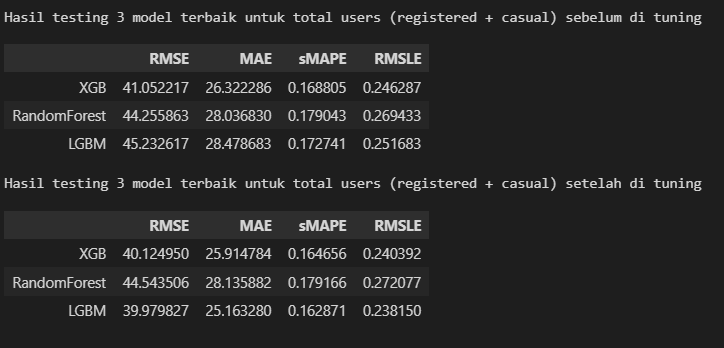 Hasil testing 3 model terbaik untuk total users (registered + casual) sebelum di tuning
RMSE MAE sMAPE RMSLE
XGB 41.052217 26.322286 0.168805 0.246287
RandomForest 44.255863 28.036830 0.179043 0.269433
LGBM 45.232617 28.478683 0.172741 0.251683
Hasil testing 3 model terbaik untuk total users (registered + casual) setelah di tuning
RMSE MAE sMAPE RMSLE
XGB 40.124950 25.914784 0.164656 0.240392
RandomForest 44.543506 28.135882 0.179166 0.272077
LGBM 39.979827 25.163280 0.162871 0.238150